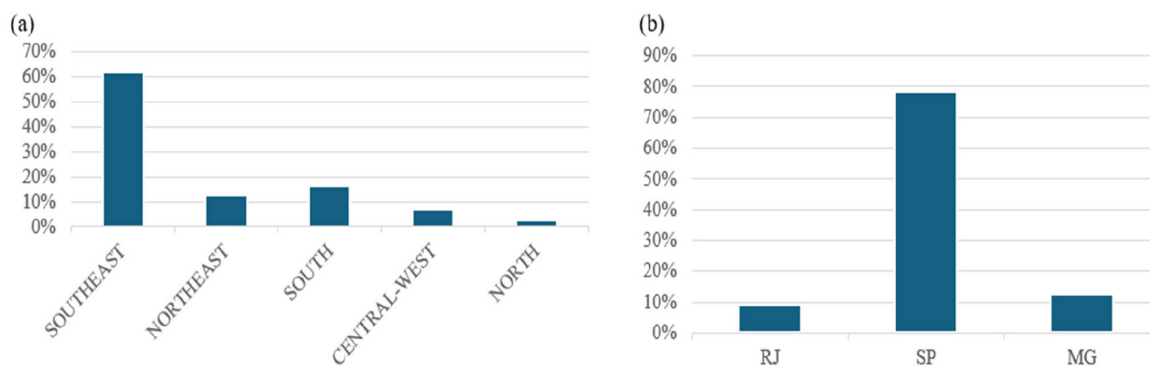 (a)
70%
60%
50%
40%
30%
20%
10%
0%
SOUTHEAST
NORTHEAST
SOUTH
CENTRAL-WEST
NORTH
(b)
90%
80%
70%
60%
50%
40%
30%
20%
10%
0%
RJ
SP
MG